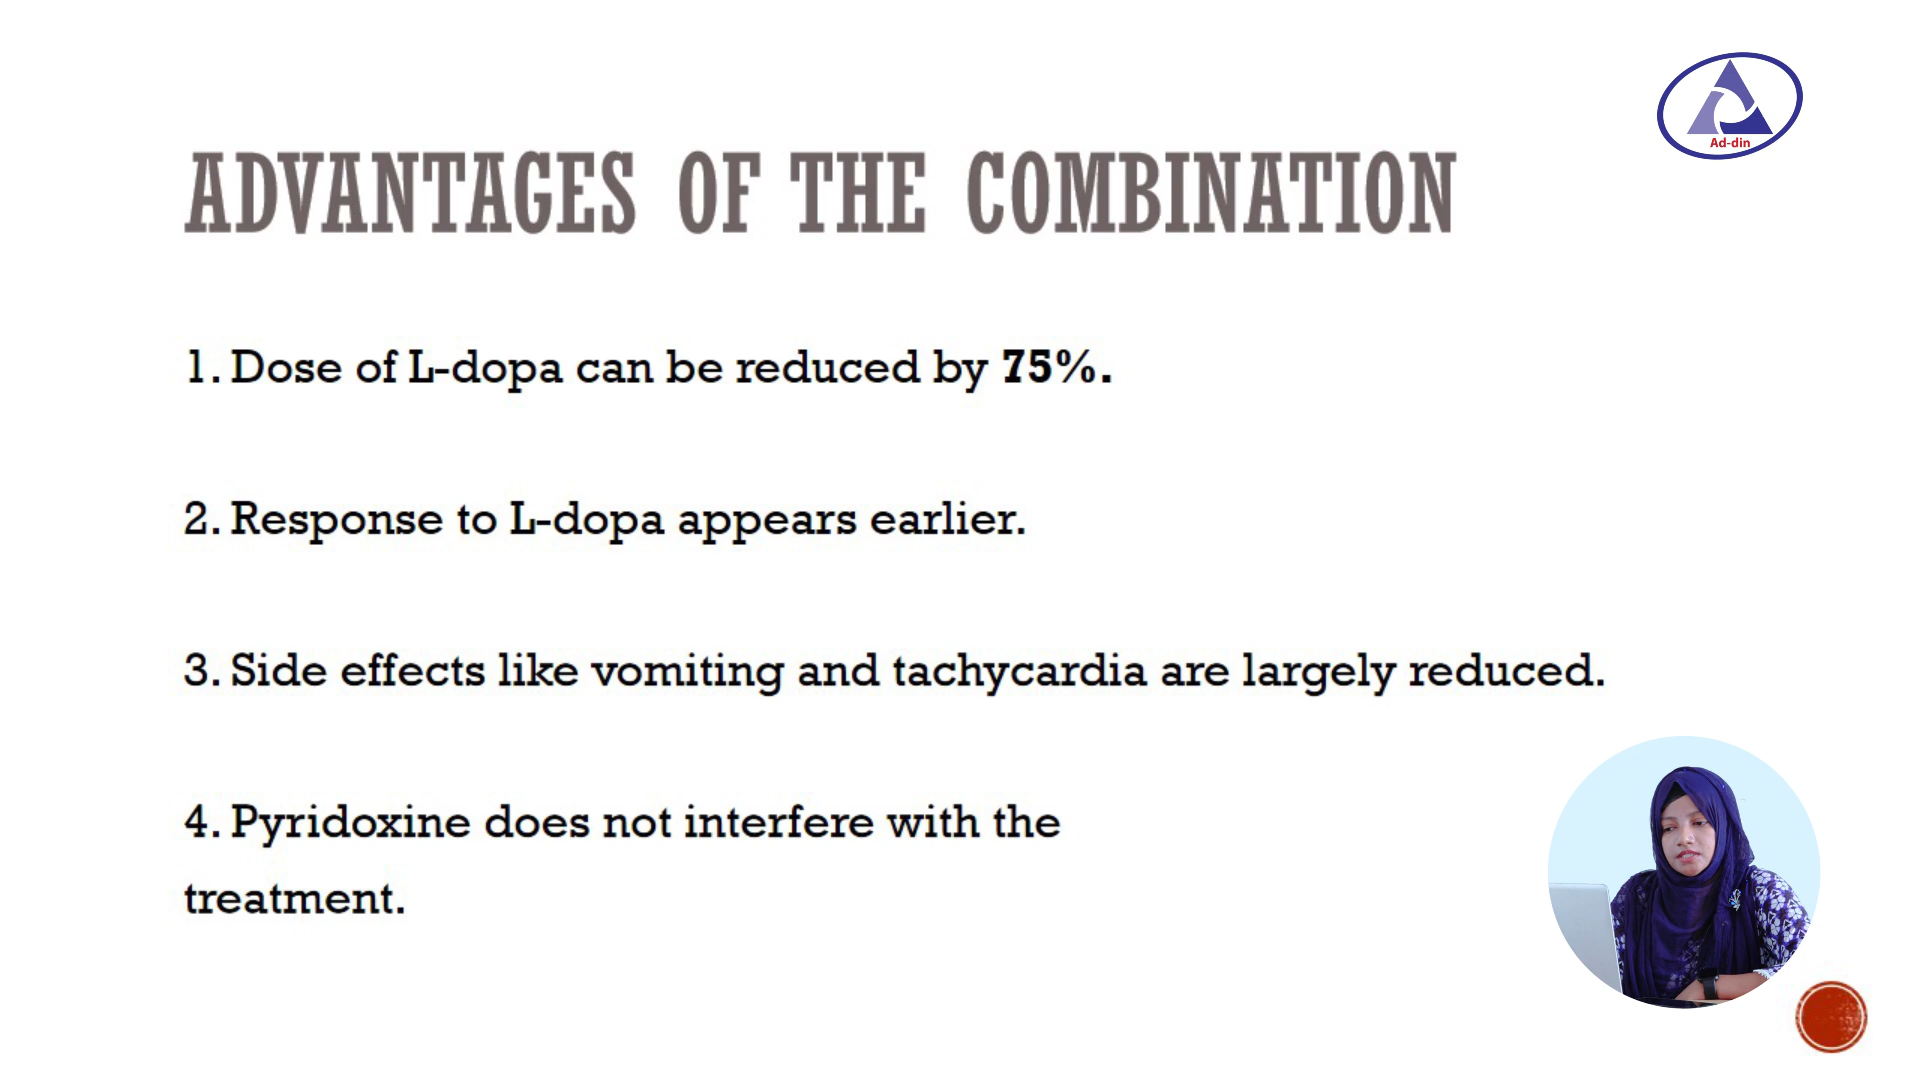 Ad-din
ADVANTAGES OF THE COMBINATION
1. Dose of L-dopa can be reduced by 75%.
2. Response to L-dopa appears earlier.
3. Side effects like vomiting and tachycardia are largely reduced.
4. Pyridoxine does not interfere with the
treatment.